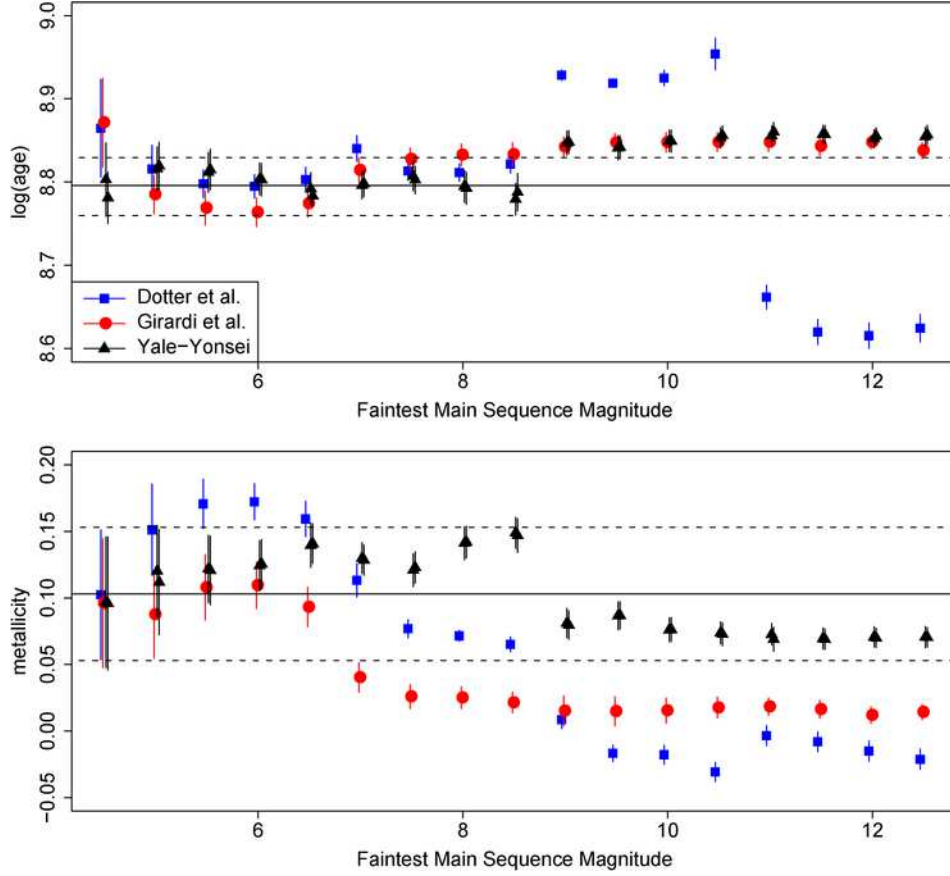 9.0
8.9
8.8
8.7
8.6
log(age)
Dotter et al.
Girardi et al.
Yale−Yonsei
6 8 10 12
Faintest Main Sequence Magnitude
0.20
0.15
0.10
0.05
0.00
−0.05
metallicity
6 8 10 12
Faintest Main Sequence Magnitude